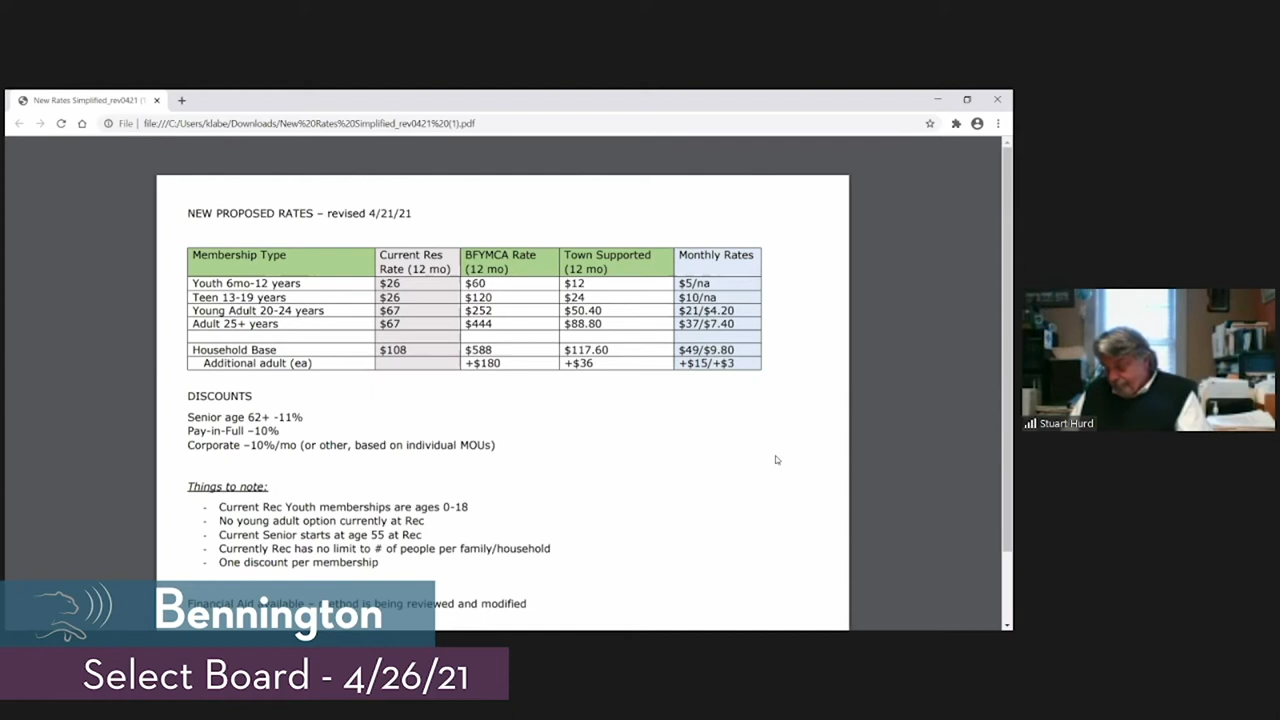 New Rates Simplified_rev0421 (1
File | file:///C:/Users/klabe/Downloads/New%20Rates%20Simplified_rev0421%20(1).pdf
NEW PROPOSED RATES – revised 4/21/21
Membership Type Current Res Rate (12 mo) BFYMCA Rate (12 mo) Town Supported (12 mo) Monthly Rates
Youth 6mo-12 years $26 $60 $12 $5/na
Teen 13-19 years $26 $120 $24 $10/na
Young Adult 20-24 years $67 $252 $50.40 $21/$4.20
Adult 25+ years $67 $444 $88.80 $37/$7.40
Household Base $108 $588 $117.60 $49/$9.80
Additional adult (ea) +$180 +$36 +$15/+$3
DISCOUNTS
Senior age 62+ -11%
Pay-in-Full –10%
Corporate –10%/mo (or other, based on individual MOUs)
Things to note:
- Current Rec Youth memberships are ages 0-18
- No young adult option currently at Rec
- Current Senior starts at age 55 at Rec
- Currently Rec has no limit to # of people per family/household
- One discount per membership
Financial Aid available – method is being reviewed and modified
Stuart Hurd
Bennington
Select Board - 4/26/21